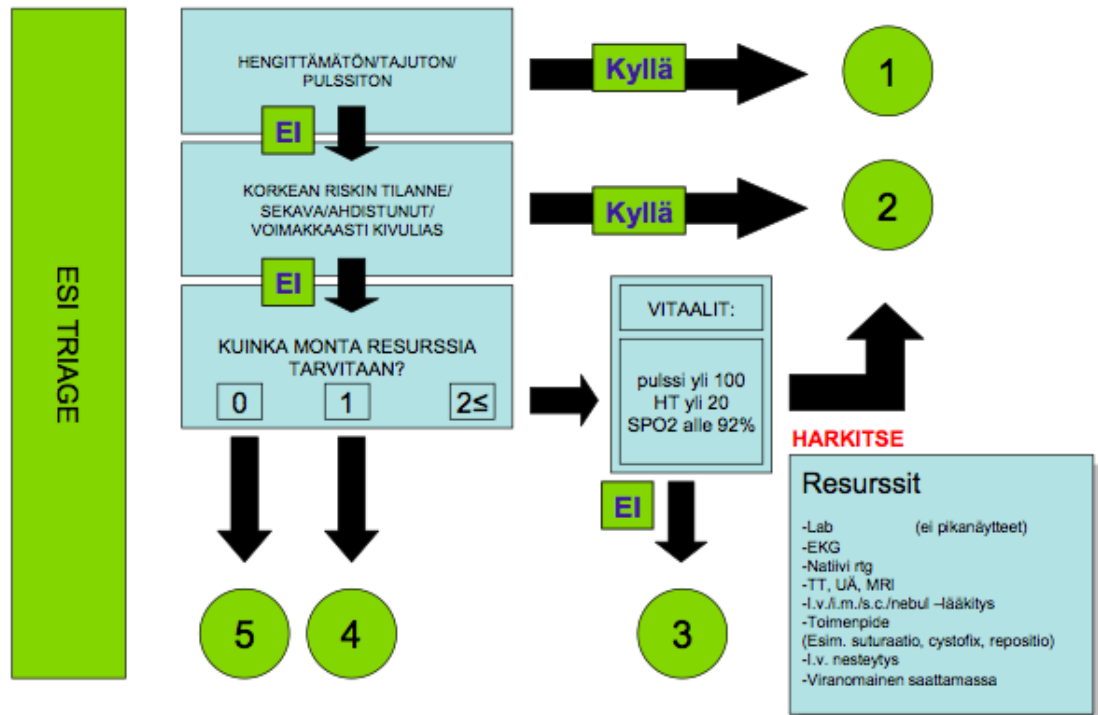 ESI TRIAGE
HENGITTÄMÄTÖN/TAJUTON/
PULSSITON
Kyllä
1
EI
KORKEAN RISKIN TILANNE/
SEKAVA/AHDISTUNUT/
VOIMAKKAASTI KIVULIAS
Kyllä
2
EI
KUINKA MONTA RESURSSIA
TARVITAAN?
0 1 2≤
VITAALIT:
pulssi yli 100
HT yli 20
SPO2 alle 92%
HARKITSE
EI
5 4 3
Resurssit
-Lab (ei pikanäytteet)
-EKG
-Natiivi rtg
-TT, UÄ, MRI
-I.v./i.m./s.c./nebul –lääkitys
-Toimenpide
(Esim. suturaatio, cystofix, repositio)
-I.v. nesteytys
-Viranomainen saattamassa